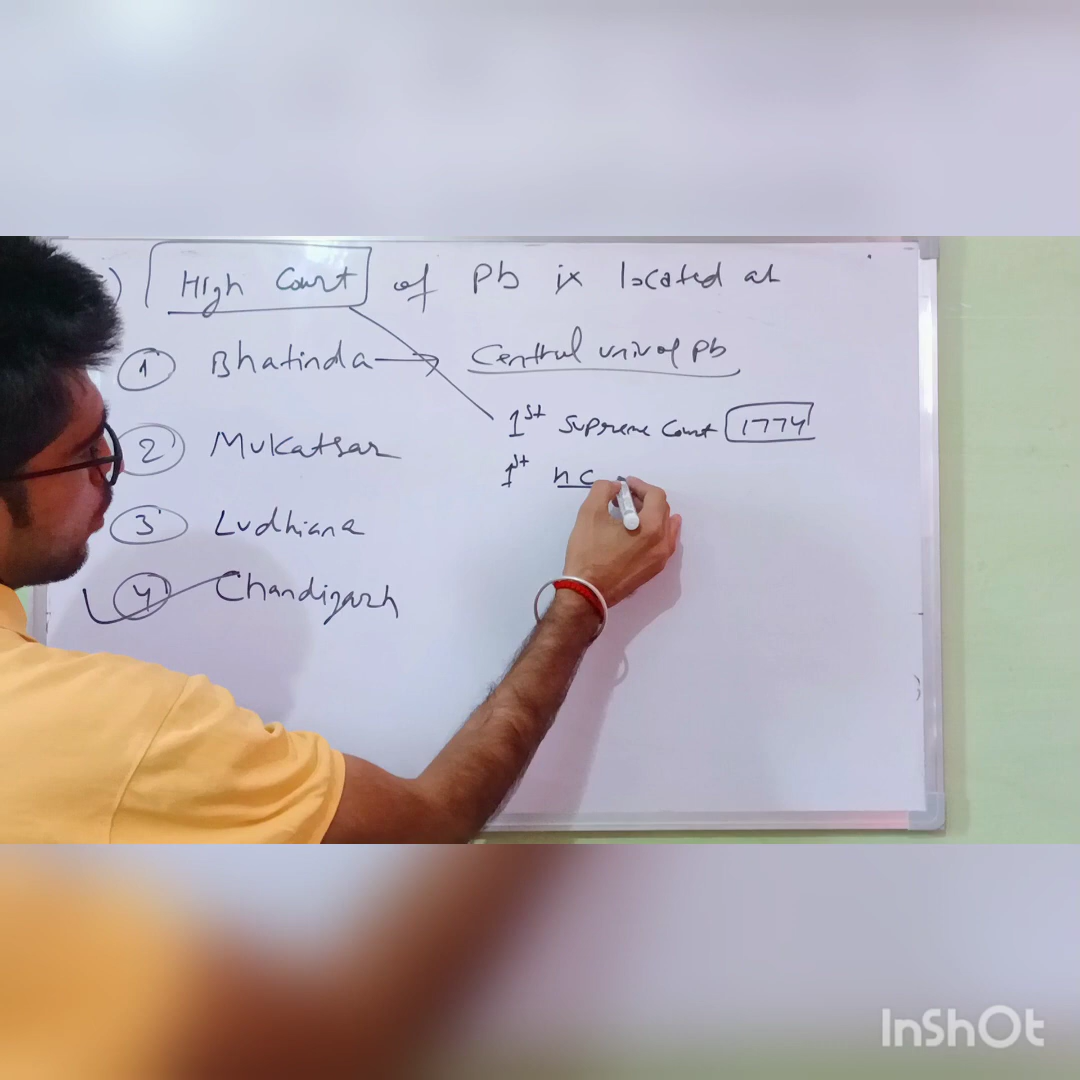 ) High Court of Pb is located at
1 Bhatinda → Central univ of Pb
1st Supreme Court 1774
2 Mukatsar
1st HC
3 Ludhiana
4 Chandigarh
InShOt